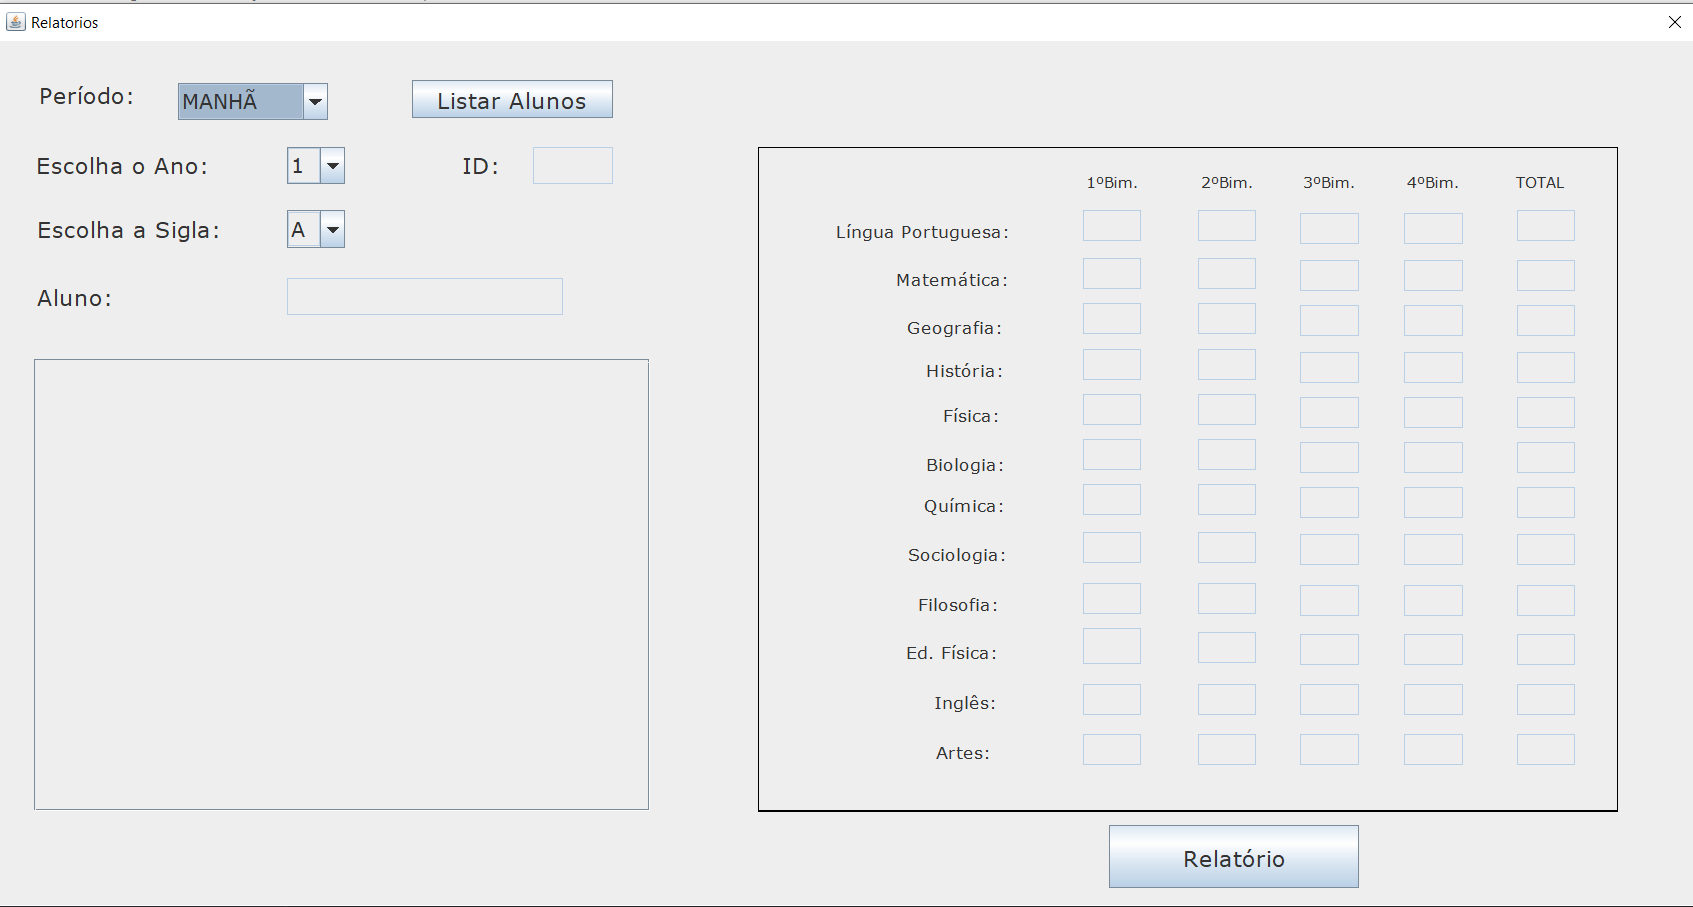 Relatorios
Período: MANHÃ Listar Alunos
Escolha o Ano: 1 ID:
Escolha a Sigla: A
Aluno:
1ºBim. 2ºBim. 3ºBim. 4ºBim. TOTAL
Língua Portuguesa:
Matemática:
Geografia:
História:
Física:
Biologia:
Química:
Sociologia:
Filosofia:
Ed. Física:
Inglês:
Artes:
Relatório